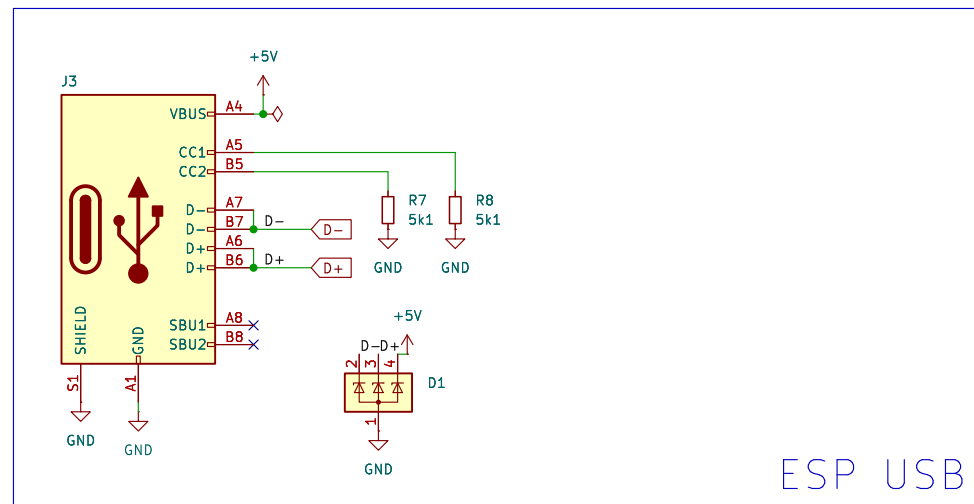 +5V
J3
VBUS A4
CC1 A5
CC2 B5
D- A7
D- B7 D- D-
D+ A6
D+ B6 D+ D+
R7 R8
5k1 5k1
GND GND
SBU1 A8
SBU2 B8
SHIELD GND
S1 A1
GND GND
+5V
D- D+
2 3 4
D1
1
GND
ESP USB